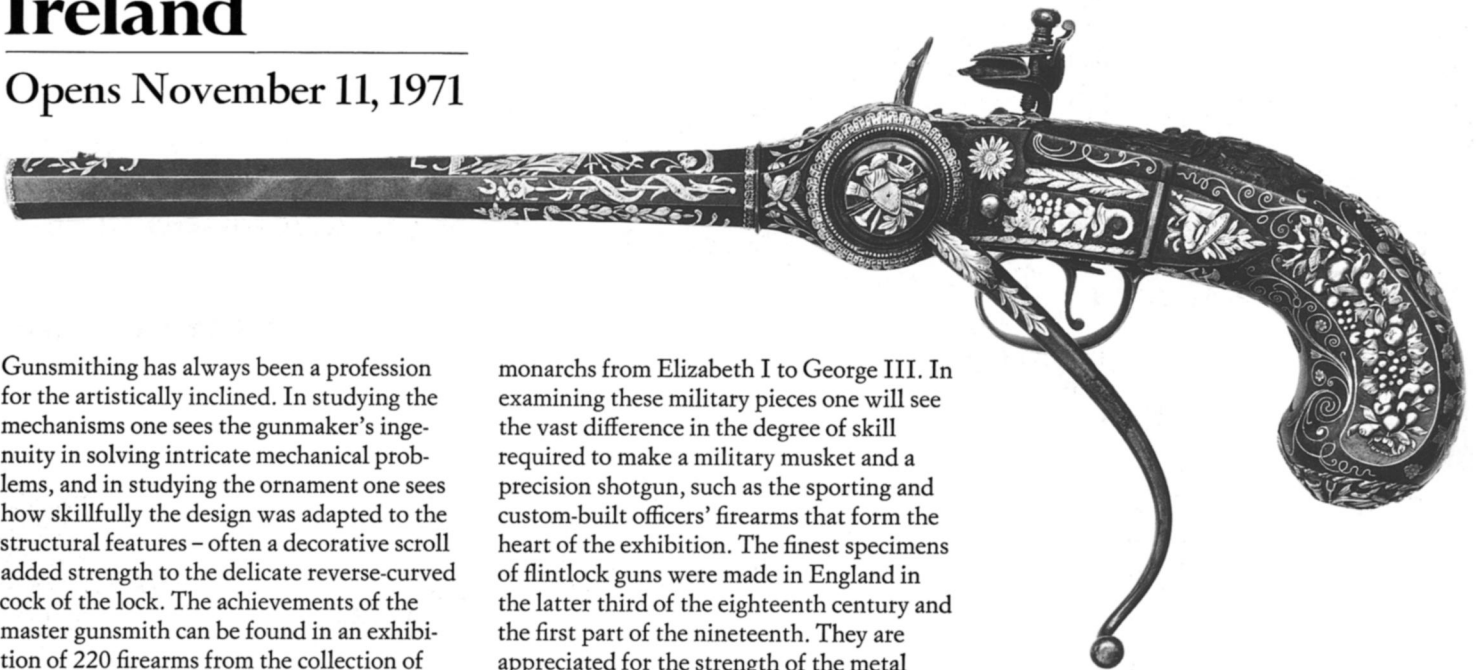 Ireland
Opens November 11, 1971
Gunsmithing has always been a profession
for the artistically inclined. In studying the
mechanisms one sees the gunmaker's inge-
nuity in solving intricate mechanical prob-
lems, and in studying the ornament one sees
how skillfully the design was adapted to the
structural features – often a decorative scroll
added strength to the delicate reverse-curved
cock of the lock. The achievements of the
master gunsmith can be found in an exhibi-
tion of 220 firearms from the collection of
monarchs from Elizabeth I to George III. In
examining these military pieces one will see
the vast difference in the degree of skill
required to make a military musket and a
precision shotgun, such as the sporting and
custom-built officers' firearms that form the
heart of the exhibition. The finest specimens
of flintlock guns were made in England in
the latter third of the eighteenth century and
the first part of the nineteenth. They are
appreciated for the strength of the metal